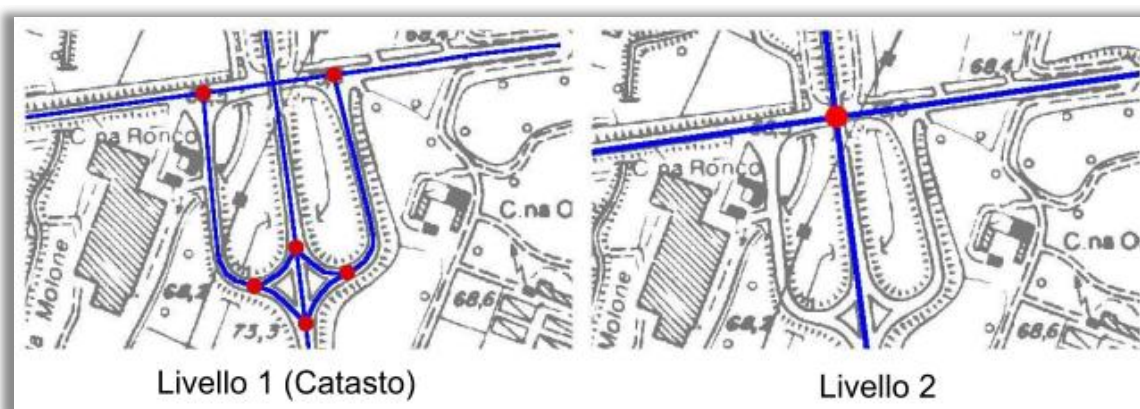 68,4
C. na Ronco
Molone
68,2
73,3
68,6
C.na O
Livello 1 (Catasto)
68,4
C. na Ronco
Molone
68,2
68,6
C.na O
Livello 2